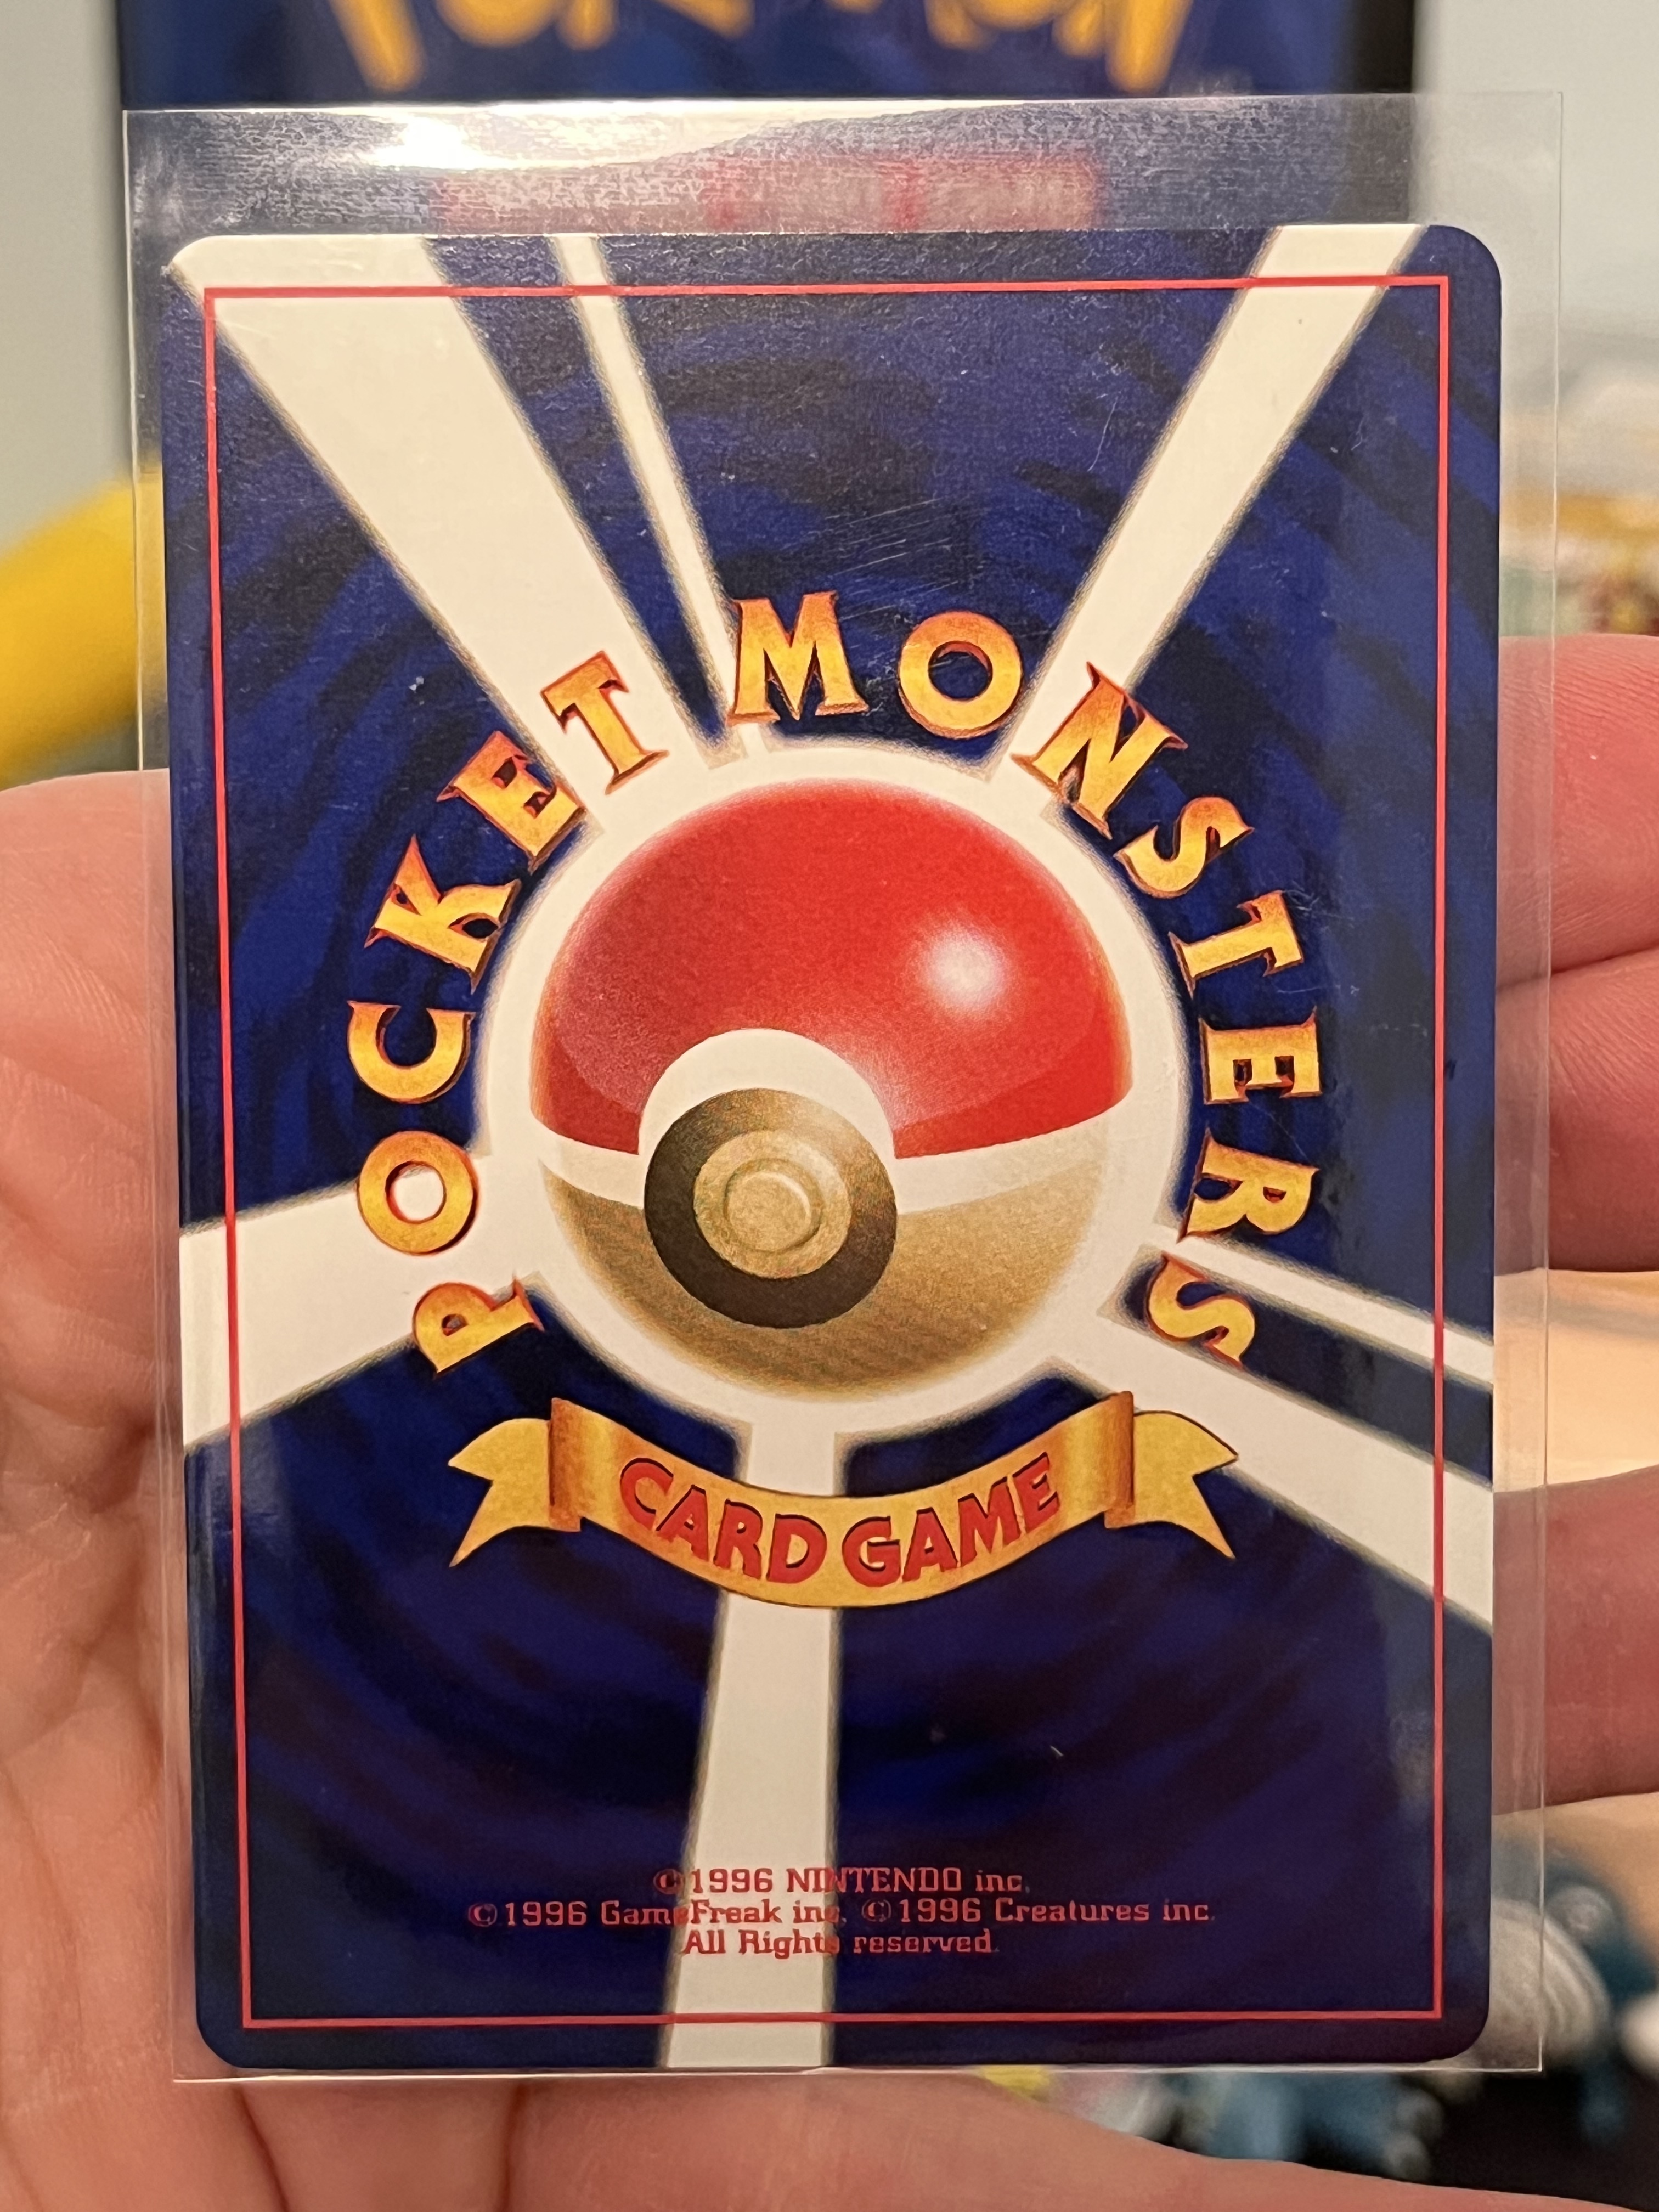 POCKET MONSTERS
CARD GAME
©1996 NINTENDO inc.
©1996 GameFreak inc. ©1996 Creatures inc.
All Rights reserved.